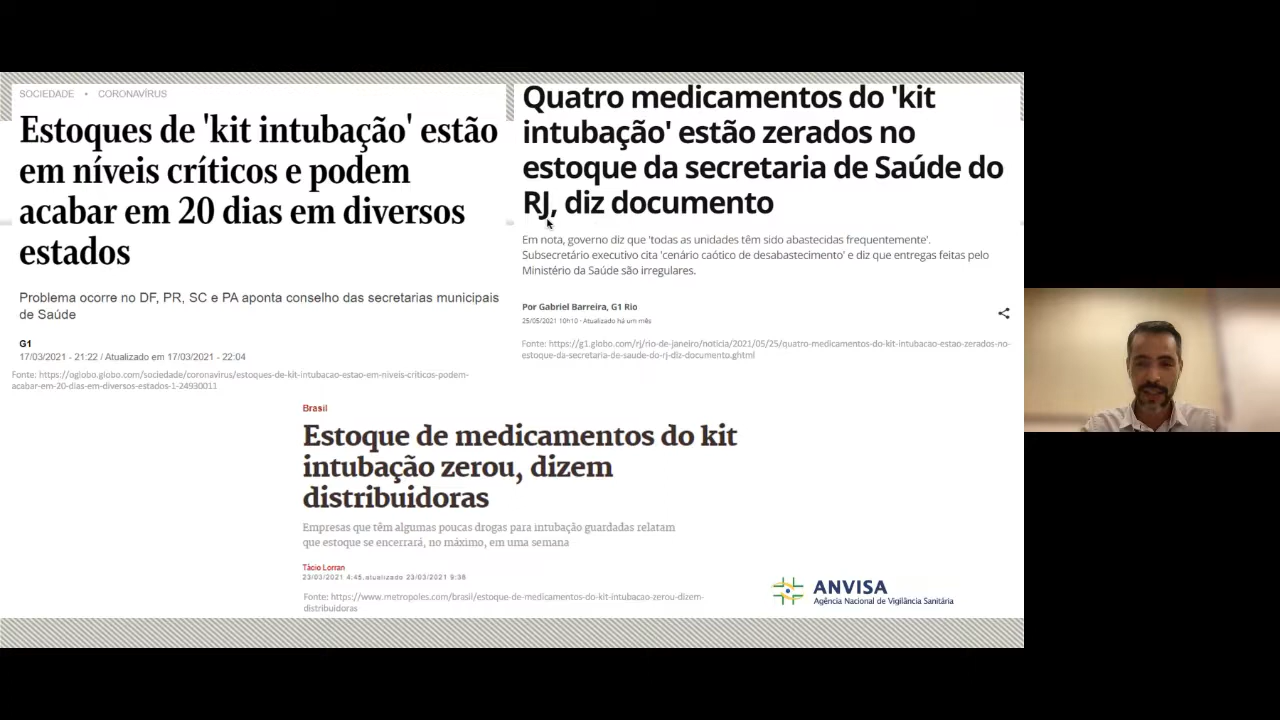 SOCIEDADE • CORONAVÍRUS
Estoques de 'kit intubação' estão
em níveis críticos e podem
acabar em 20 dias em diversos
estados
Problema ocorre no DF, PR, SC e PA aponta conselho das secretarias municipais
de Saúde
G1
17/03/2021 - 21:22 / Atualizado em 17/03/2021 - 22:04
Fonte: https://oglobo.globo.com/sociedade/coronavirus/estoques-de-kit-intubacao-estao-em-niveis-criticos-podem-
acabar-em-20-dias-em-diversos-estados-1-24930011
Quatro medicamentos do 'kit
intubação' estão zerados no
estoque da secretaria de Saúde do
RJ, diz documento
Em nota, governo diz que 'todas as unidades têm sido abastecidas frequentemente'.
Subsecretário executivo cita 'cenário caótico de desabastecimento' e diz que entregas feitas pelo
Ministério da Saúde são irregulares.
Por Gabriel Barreira, G1 Rio
25/05/2021 10h10 · Atualizado há um mês
Fonte: https://g1.globo.com/rj/rio-de-janeiro/noticia/2021/05/25/quatro-medicamentos-do-kit-intubacao-estao-zerados-no-
estoque-da-secretaria-de-saude-do-rj-diz-documento.ghtml
Brasil
Estoque de medicamentos do kit
intubação zerou, dizem
distribuidoras
Empresas que têm algumas poucas drogas para intubação guardadas relatam
que estoque se encerrará, no máximo, em uma semana
Tácio Lorran
23/03/2021 4:45,atualizado 23/03/2021 9:36
Fonte: https://www.metropoles.com/brasil/estoque-de-medicamentos-do-kit-intubacao-zerou-dizem-
distribuidoras
ANVISA
Agência Nacional de Vigilância Sanitária